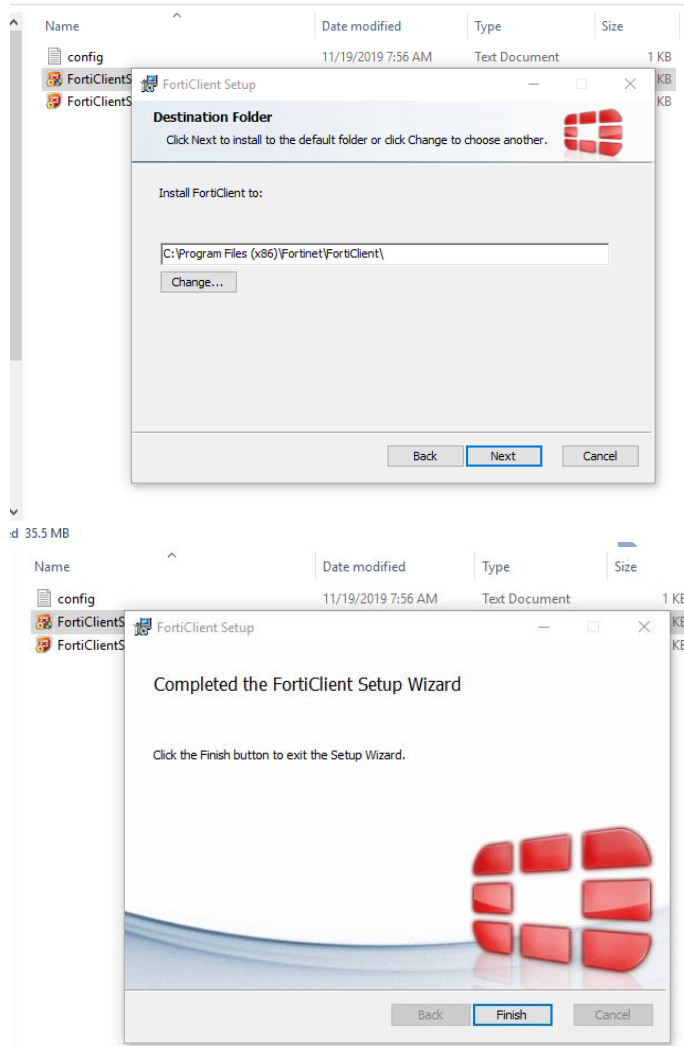 Name Date modified Type Size
config 11/19/2019 7:56 AM Text Document 1 KB
FortiClientS KB
FortiClientS KB
FortiClient Setup
Destination Folder
Click Next to install to the default folder or click Change to choose another.
Install FortiClient to:
C:\Program Files (x86)\Fortinet\FortiClient\
Change...
Back Next Cancel
ed 35.5 MB
Name Date modified Type Size
config 11/19/2019 7:56 AM Text Document 1 KB
FortiClientS KB
FortiClientS KB
FortiClient Setup
Completed the FortiClient Setup Wizard
Click the Finish button to exit the Setup Wizard.
Back Finish Cancel